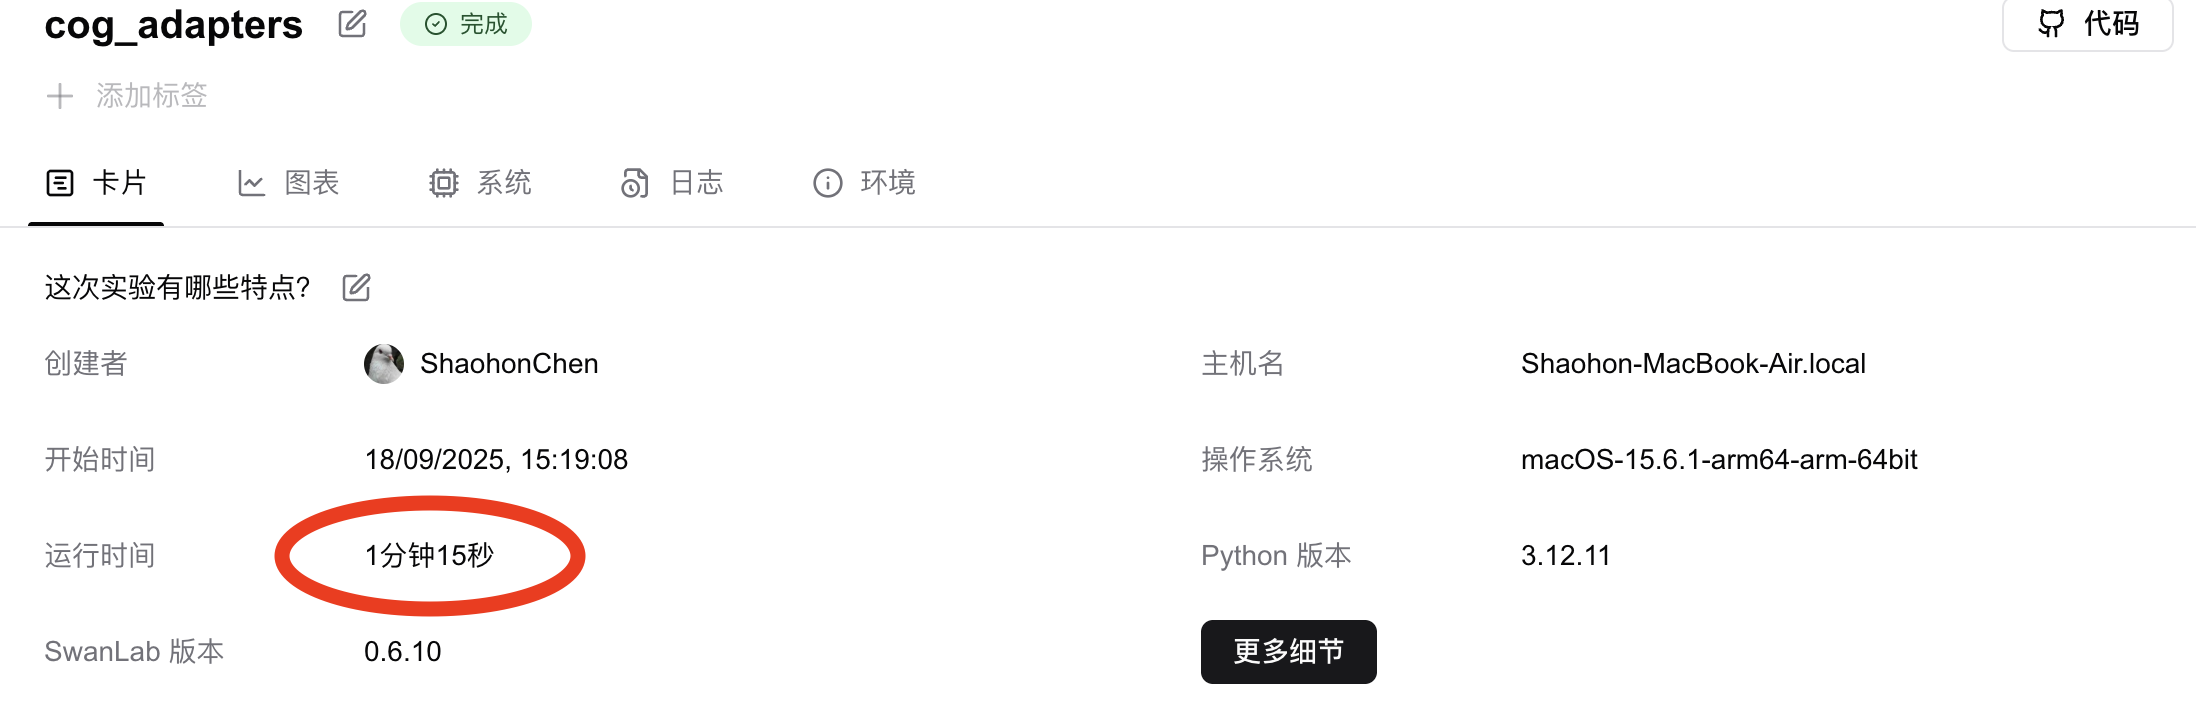 cog_adapters 完成 代码
添加标签
卡片 图表 系统 日志 环境
这次实验有哪些特点?
创建者 ShaohonChen 主机名 Shaohon-MacBook-Air.local
开始时间 18/09/2025, 15:19:08 操作系统 macOS-15.6.1-arm64-arm-64bit
运行时间 1分钟15秒 Python 版本 3.12.11
SwanLab 版本 0.6.10 更多细节